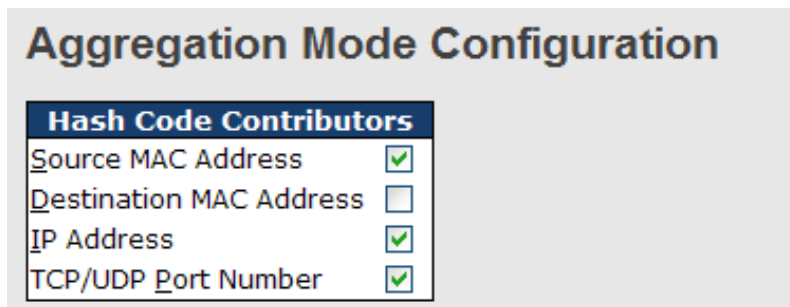 Aggregation Mode Configuration
Hash Code Contributors
Source MAC Address
Destination MAC Address
IP Address
TCP/UDP Port Number